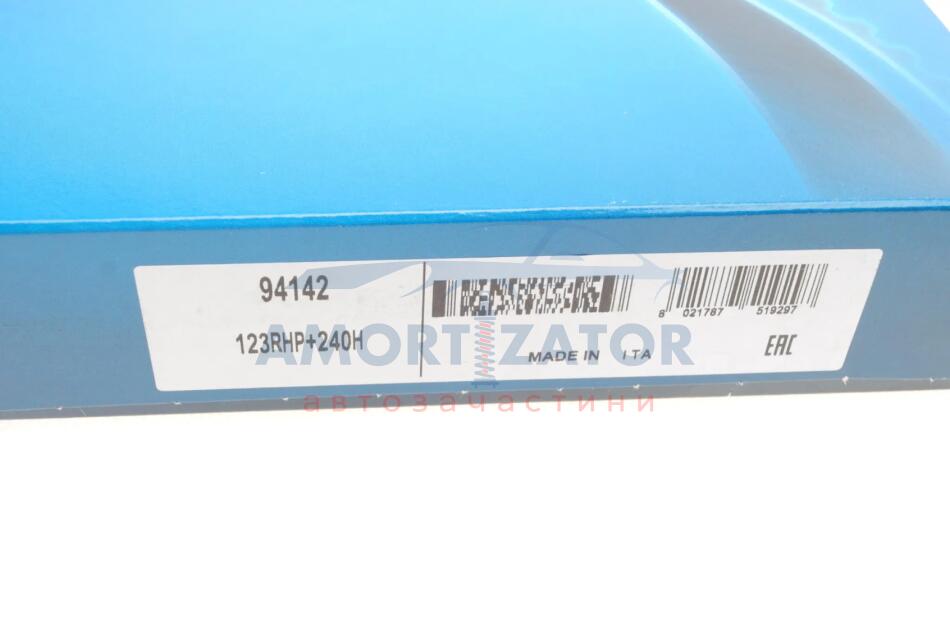 94142
123RHP+240H
MADE IN ITA
8 021787 519297
EAC
AMORTIZATOR
автозачастини